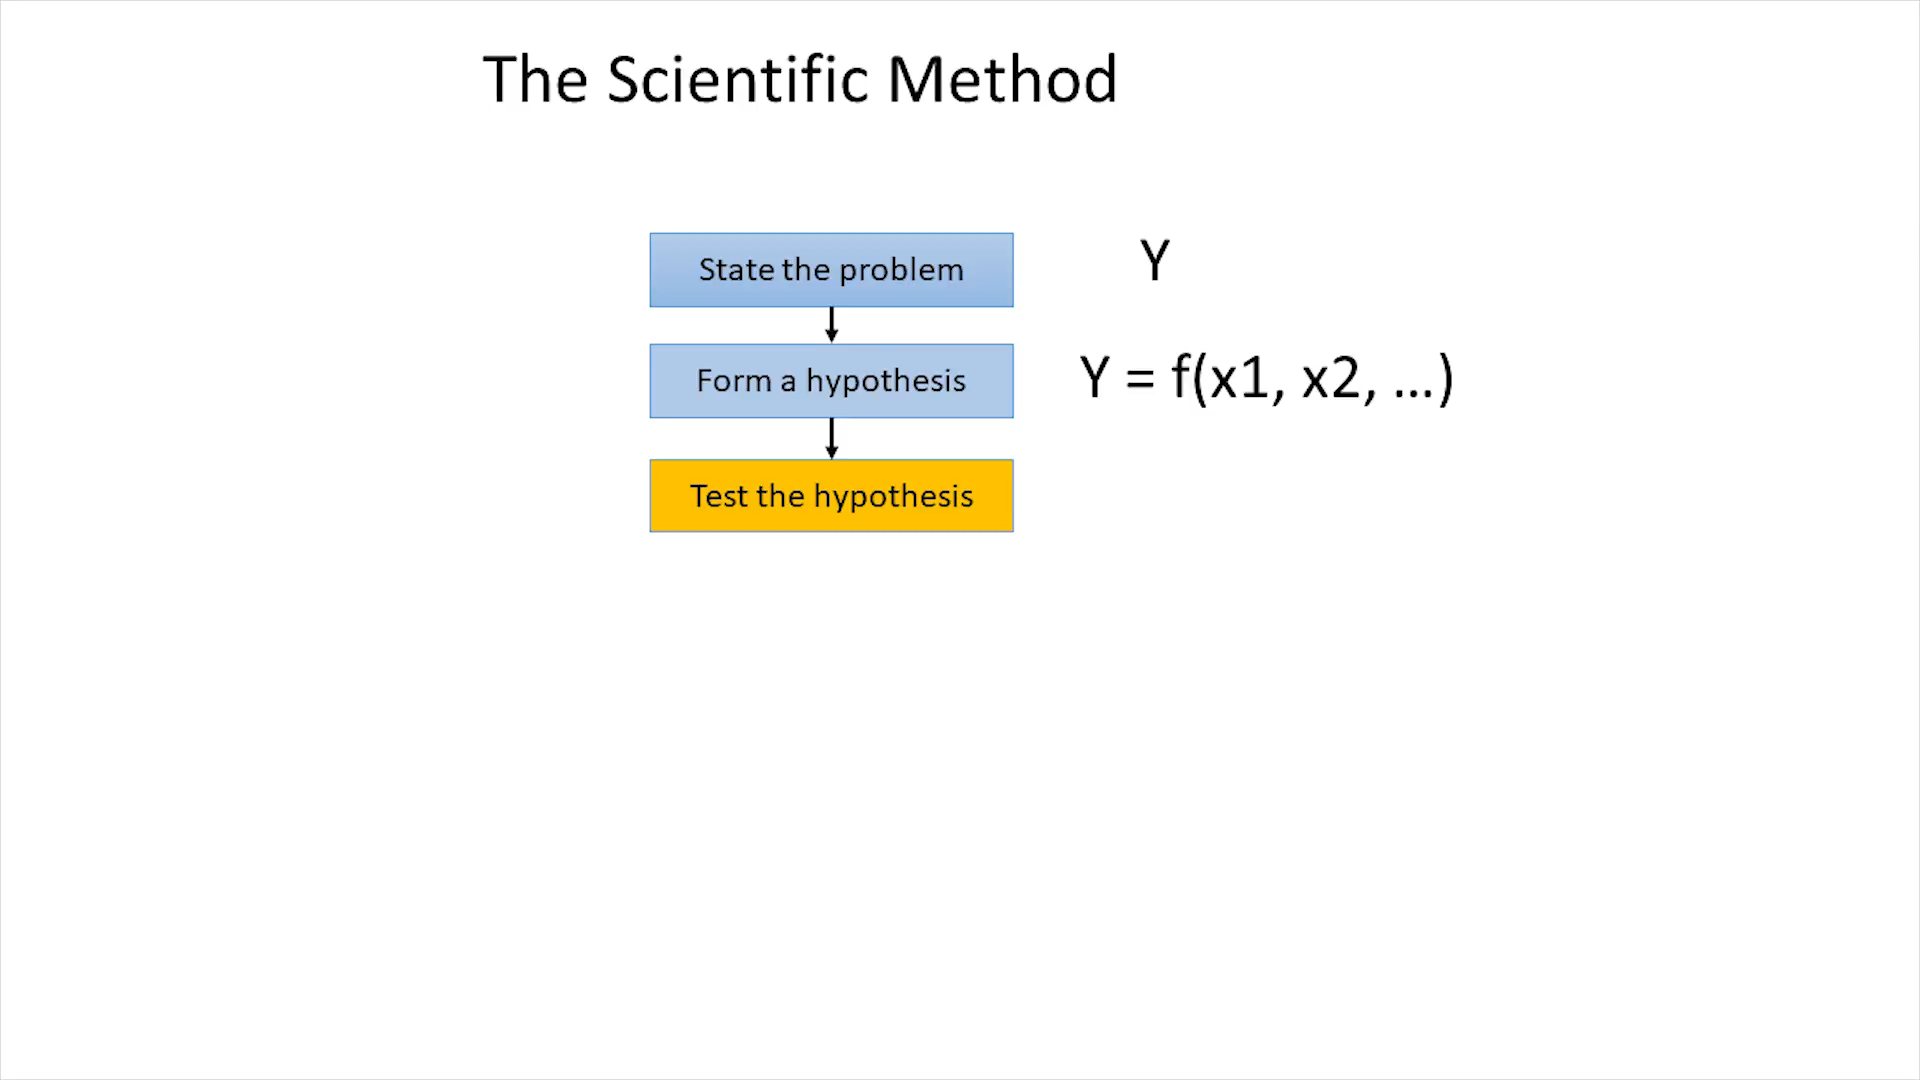 The Scientific Method
State the problem
Y
Form a hypothesis
Y = f(x1, x2, ...)
Test the hypothesis